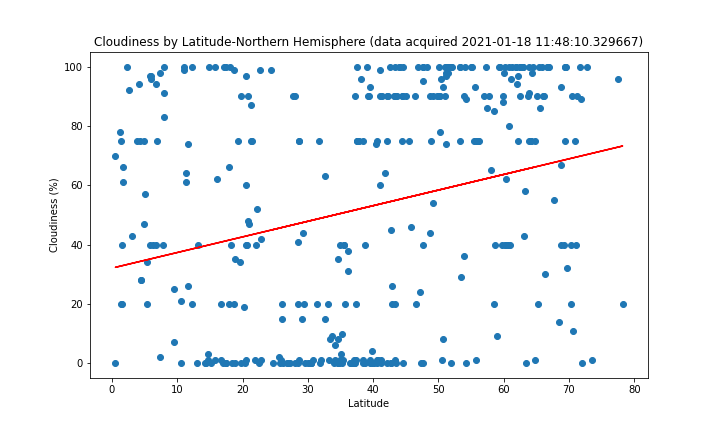 Cloudiness by Latitude-Northern Hemisphere (data acquired 2021-01-18 11:48:10.329667)
100
80
60
40
20
0
Cloudiness (%)
0 10 20 30 40 50 60 70 80
Latitude